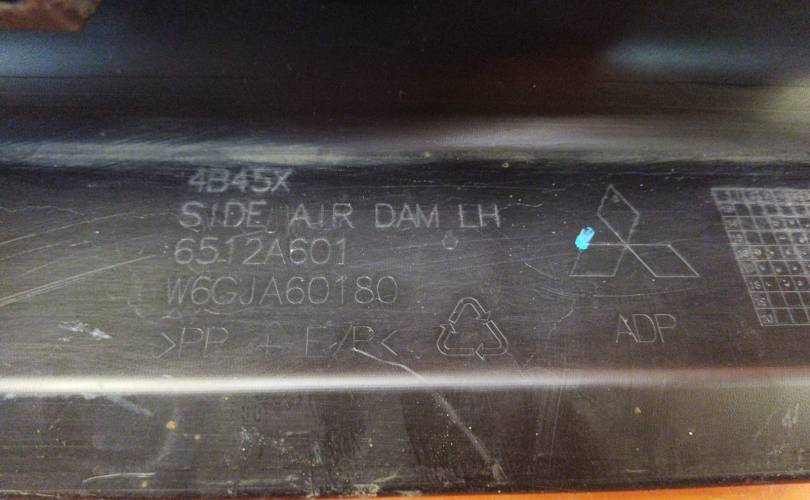 4B45X
SIDE AIR DAM LH
6512A601
W6GJA60180
>PP + E/R<
ADP